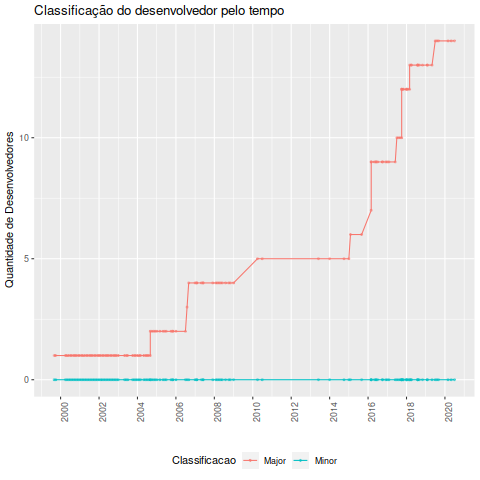 Classificação do desenvolvedor pelo tempo
Quantidade de Desenvolvedores
10
5
0
2000
2002
2004
2006
2008
2010
2012
2014
2016
2018
2020
Classificacao
Major
Minor